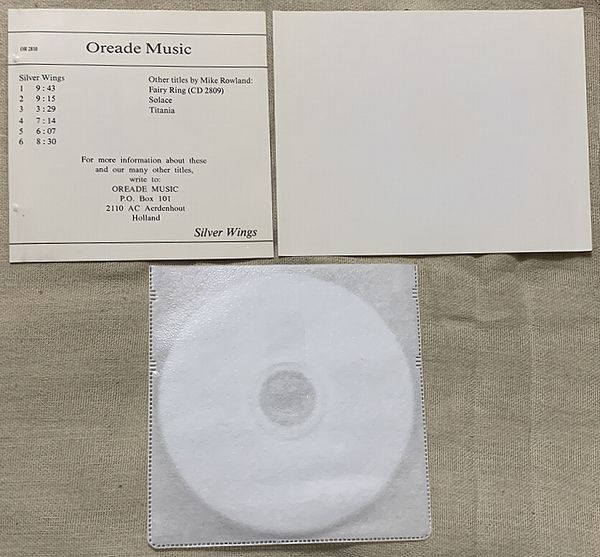 OR 2810
Oreade Music
Silver Wings
1 9:43
2 9:15
3 3:29
4 7:14
5 6:07
6 8:30
Other titles by Mike Rowland:
Fairy Ring (CD 2809)
Solace
Titania
For more information about these
and our many other titles,
write to:
OREADE MUSIC
P.O. Box 101
2110 AC Aerdenhout
Holland
Silver Wings